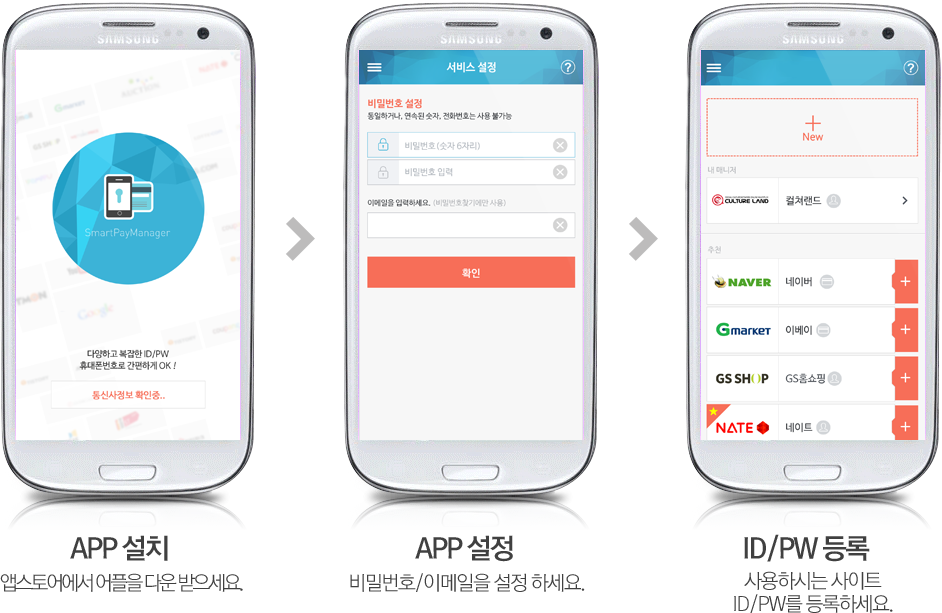 SAMSUNG
SmartPayManager
다양하고 복잡한 ID/PW
휴대폰번호로 간편하게 OK !
통신사정보 확인중..
APP 설치
앱스토어에서 어플을 다운 받으세요.
SAMSUNG
서비스 설정
?
비밀번호 설정
동일하거나, 연속된 숫자, 전화번호는 사용 불가능
비밀번호 (숫자 6자리)
비밀번호 입력
이메일을 입력하세요. (비밀번호찾기에만 사용)
확인
APP 설정
비밀번호/이메일을 설정 하세요.
SAMSUNG
?
+
New
내 매니저
CULTURE LAND 컬쳐랜드
추천
NAVER 네이버 +
Gmarket 이베이 +
GS SHOP GS홈쇼핑 +
NATE 네이트 +
ID/PW 등록
사용하시는 사이트
ID/PW를 등록하세요.